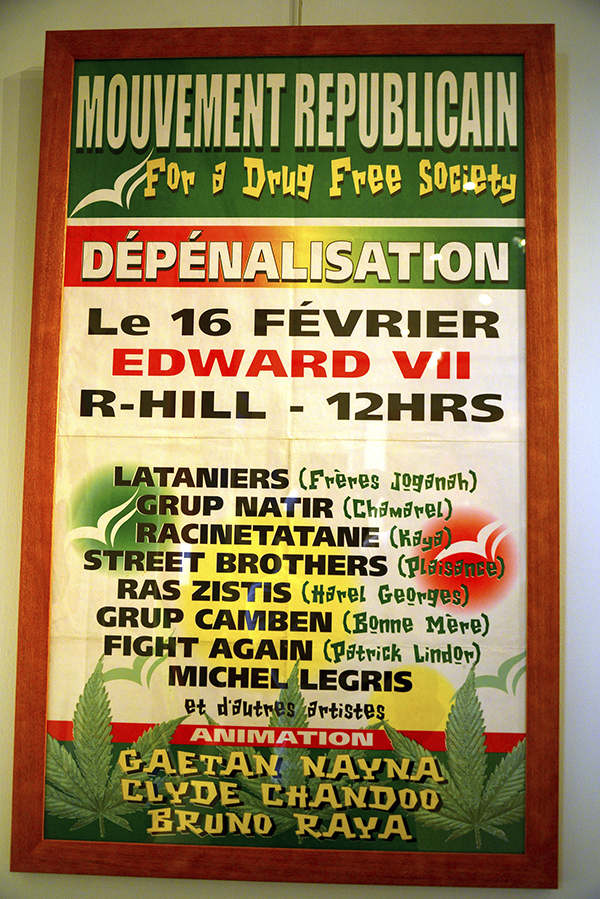 MOUVEMENT REPUBLICAIN
For a Drug Free Society
DÉPÉNALISATION
Le 16 FÉVRIER
EDWARD VII
R-HILL - 12HRS
LATANIERS (Frères Joganah)
GRUP NATIR (Chamarel)
RACINETATANE (Kaya)
STREET BROTHERS (Plaisance)
RAS ZISTIS (Harel Georges)
GRUP CAMBEN (Bonne Mère)
FIGHT AGAIN (Patrick Lindor)
MICHEL LEGRIS
et d'autres artistes
ANIMATION
GAETAN NAYNA
CLYDE CHANDOO
BRUNO RAYA